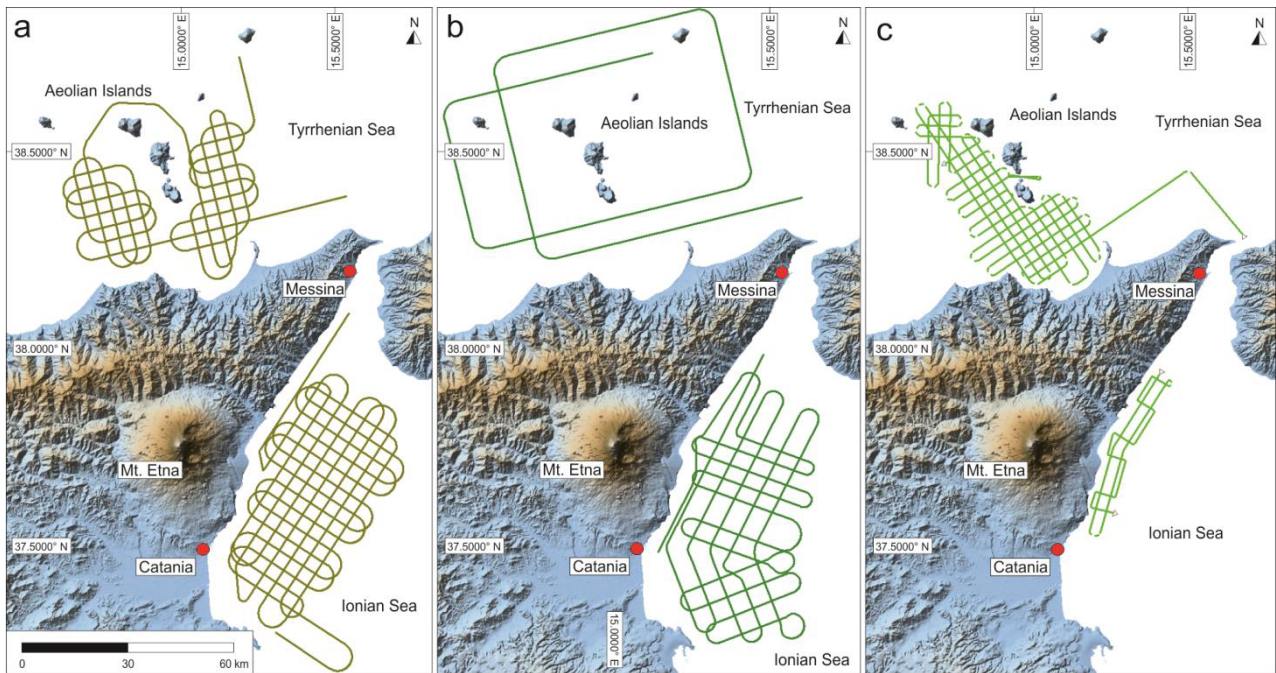 a
15.0000° E
15.5000° E
N
Aeolian Islands
Tyrrhenian Sea
38.5000° N
Messina
38.0000° N
Mt. Etna
37.5000° N
Catania
Ionian Sea
0
30
60 km
b
15.5000° E
N
Aeolian Islands
Tyrrhenian Sea
38.5000° N
Messina
38.0000° N
Mt. Etna
37.5000° N
Catania
15.0000° E
Ionian Sea
c
15.0000° E
15.5000° E
N
Aeolian Islands
Tyrrhenian Sea
38.5000° N
Messina
38.0000° N
Mt. Etna
Ionian Sea
37.5000° N
Catania